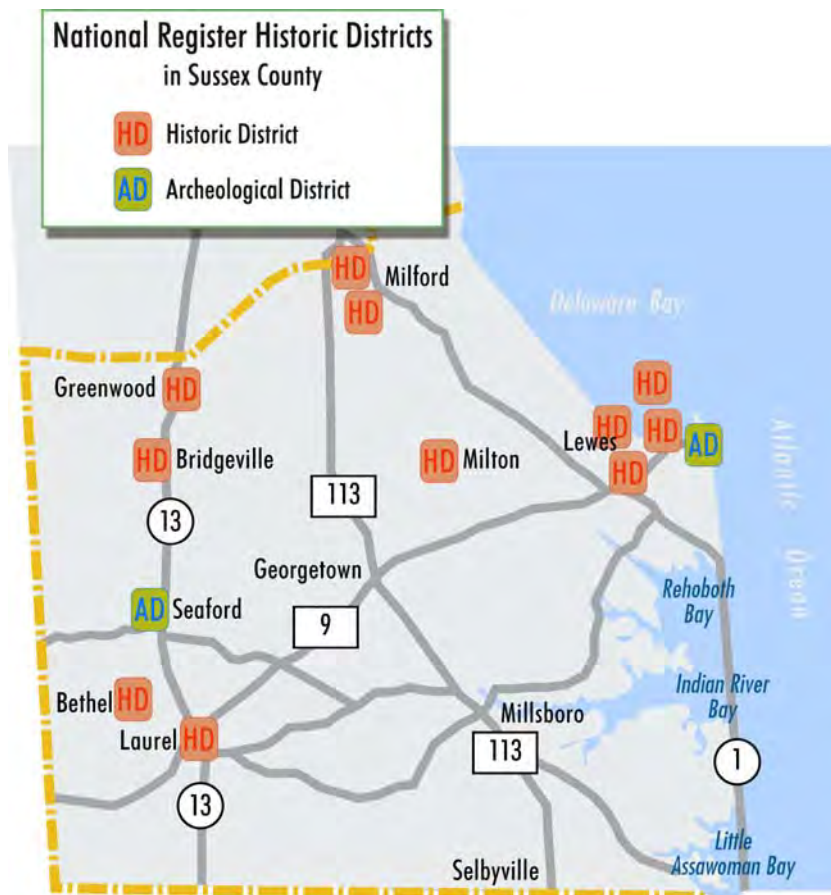 National Register Historic Districts
in Sussex County
HD Historic District
AD Archeological District
HD Milford
HD
Delaware Bay
Greenwood HD
HD
HD
HD
Lewes
AD
HD
HD Bridgeville
HD Milton
Atlantic Ocean
113
13
Georgetown
AD Seaford
9
Rehoboth
Bay
Bethel HD
Indian River
Bay
Millsboro
Laurel HD
113
1
13
Little
Assawoman Bay
Selbyville